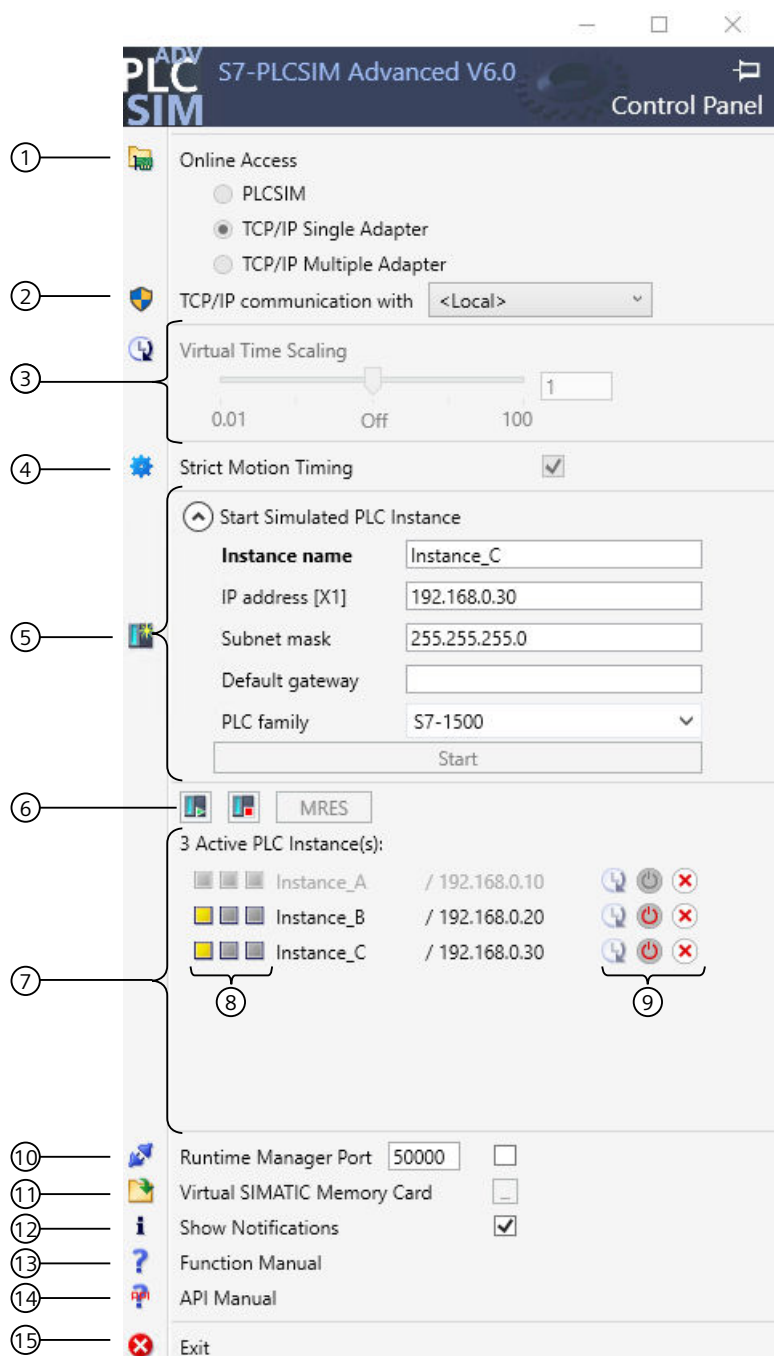 PLC ADV
SIM
S7-PLCSIM Advanced V6.0
Control Panel
1 Online Access
PLCSIM
TCP/IP Single Adapter
TCP/IP Multiple Adapter
2 TCP/IP communication with <Local>
Virtual Time Scaling
3
1
0.01 Off 100
4 Strict Motion Timing
Start Simulated PLC Instance
Instance name Instance_C
IP address [X1] 192.168.0.30
5 Subnet mask 255.255.255.0
Default gateway
PLC family S7-1500
Start
6 MRES
3 Active PLC Instance(s):
Instance_A / 192.168.0.10
Instance_B / 192.168.0.20
Instance_C / 192.168.0.30
7
8 9
10 Runtime Manager Port 50000
11 Virtual SIMATIC Memory Card ...
12 i Show Notifications
13 ? Function Manual
14 API ? API Manual
15 Exit